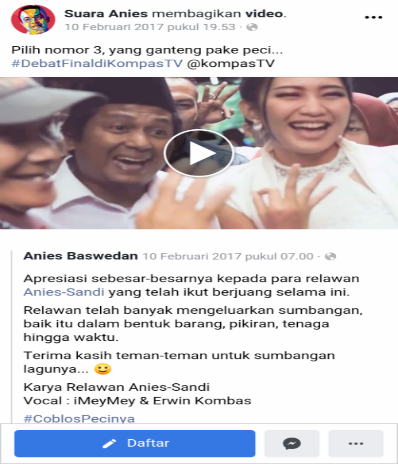 Suara Anies membagikan video.
10 Februari 2017 pukul 19.53 ·
Pilih nomor 3, yang ganteng pake peci...
#DebatFinaldiKompasTV @kompasTV
Anies Baswedan 10 Februari 2017 pukul 07.00 ·
Apresiasi sebesar-besarnya kepada para relawan
Anies-Sandi yang telah ikut berjuang selama ini.
Relawan telah banyak mengeluarkan sumbangan,
baik itu dalam bentuk barang, pikiran, tenaga
hingga waktu.
Terima kasih teman-teman untuk sumbangan
lagunya... 😀
Karya Relawan Anies-Sandi
Vocal : iMeyMey & Erwin Kombas
#CoblosPecinya
Daftar